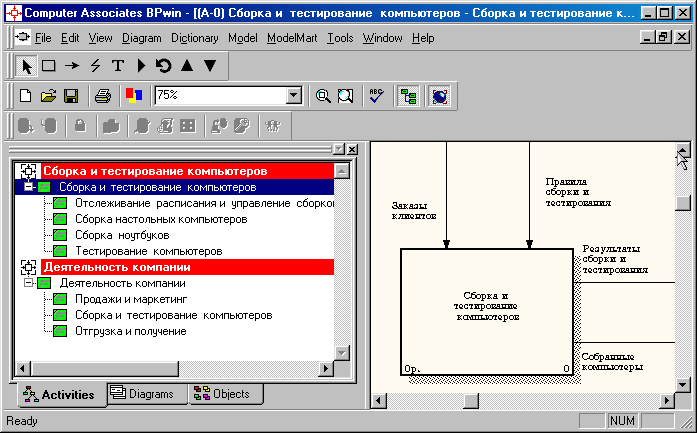 Computer Associates BPwin - [(A-0) Сборка и тестирование компьютеров - Сборка и тестирование к...
File Edit View Diagram Dictionary Model ModelMart Tools Window Help
T
75% ABC
Сборка и тестирование компьютеров
Сборка и тестирование компьютеров
Отслеживание расписания и управление сборко
Сборка настольных компьютеров
Сборка ноутбуков
Тестирование компьютеров
Деятельность компании
Деятельность компании
Продажи и маркетинг
Сборка и тестирование компьютеров
Отгрузка и получение
Activities Diagrams Objects
Заказы
клиентов
Правила
сборки и
тестирования
Результаты
сборки и
тестирования
Сборка и
тестирование
компьютеров
0р. 0
Собранные
компьютеры
Ready NUM